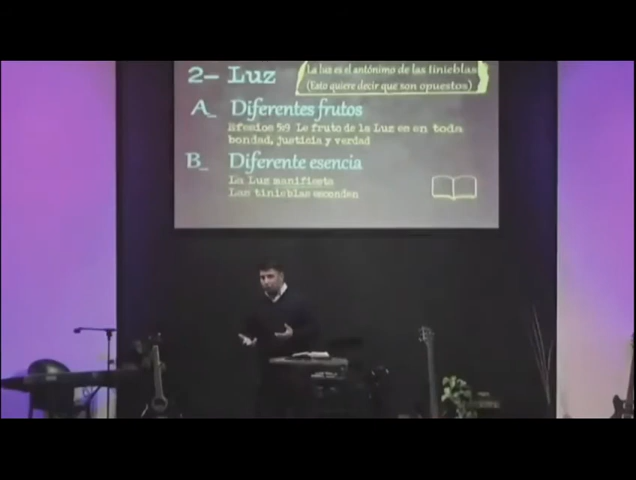 2- Luz
La luz es el antónimo de las tinieblas
(Esto quiere decir que son opuestos)
A_ Diferentes frutos
Efesios 5:9 Le fruto de la Luz es en toda
bondad, justicia y verdad
B_ Diferente esencia
La Luz manifiesta
Las tinieblas esconden